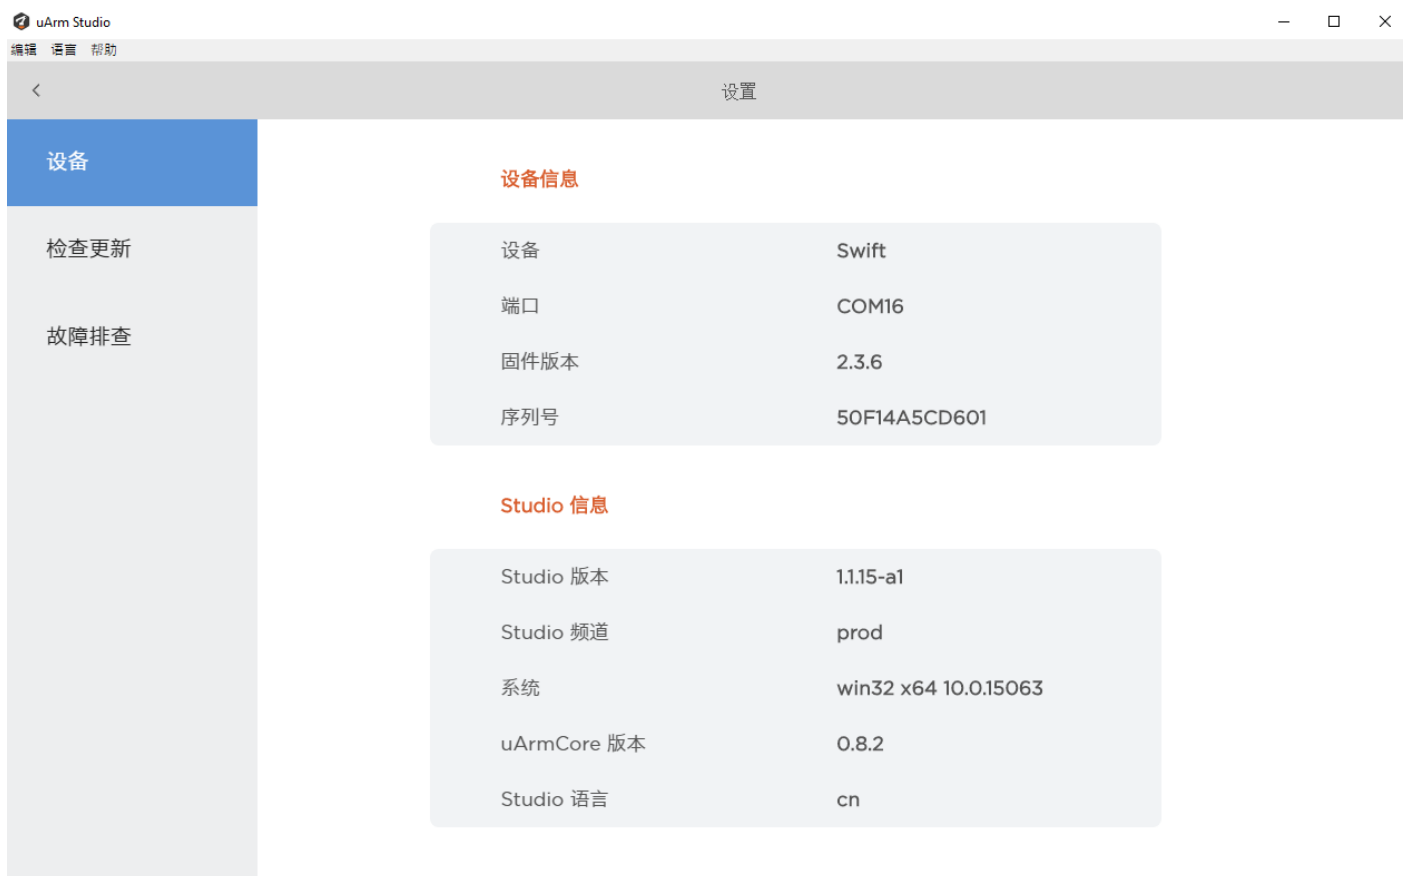 uArm Studio
编辑 语言 帮助
设置
设备
检查更新
故障排查
设备信息
设备 Swift
端口 COM16
固件版本 2.3.6
序列号 50F14A5CD601
Studio 信息
Studio 版本 1.1.15-a1
Studio 频道 prod
系统 win32 x64 10.0.15063
uArmCore 版本 0.8.2
Studio 语言 cn